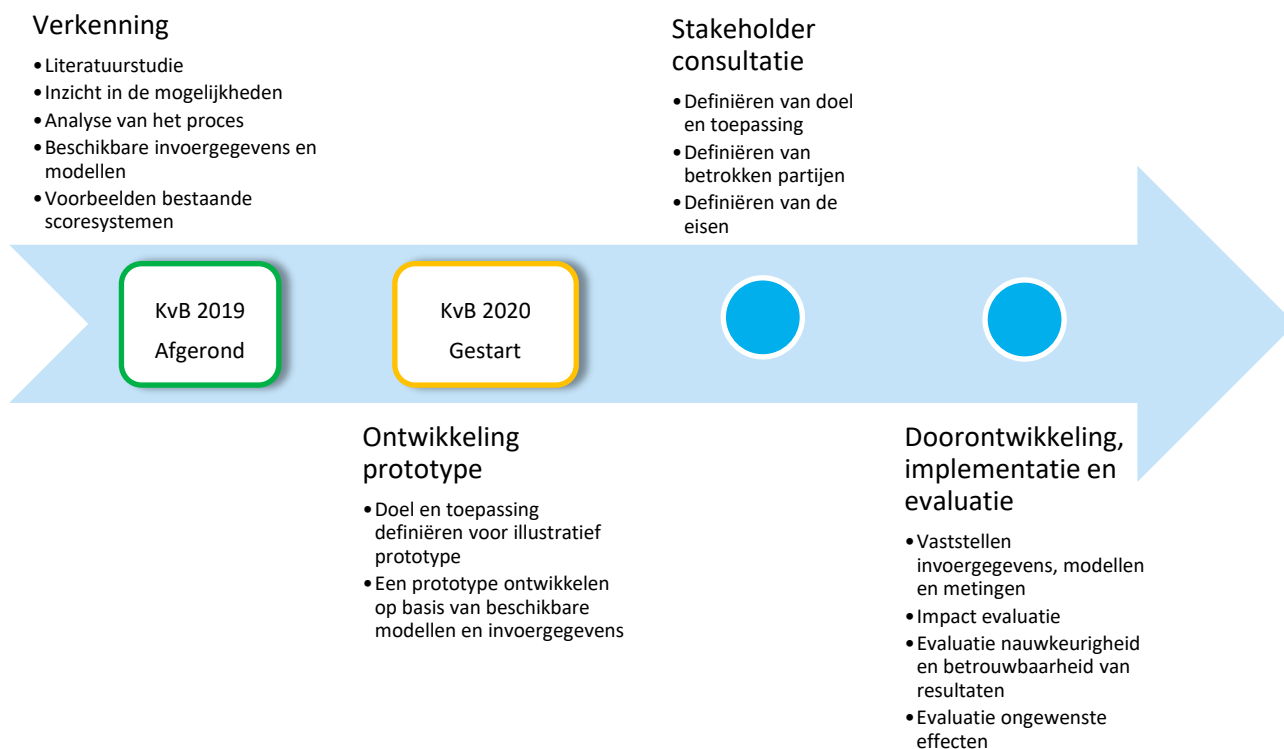 Verkenning
•Literatuurstudie
•Inzicht in de mogelijkheden
•Analyse van het proces
•Beschikbare invoergegevens en
modellen
•Voorbeelden bestaande
scoresystemen
KvB 2019
Afgerond
Ontwikkeling
prototype
•Doel en toepassing
definiëren voor illustratief
prototype
•Een prototype ontwikkelen
op basis van beschikbare
modellen en invoergegevens
KvB 2020
Gestart
Stakeholder
consultatie
•Definiëren van doel
en toepassing
•Definiëren van
betrokken partijen
•Definiëren van de
eisen
Doorontwikkeling,
implementatie en
evaluatie
•Vaststellen
invoergegevens, modellen
en metingen
•Impact evaluatie
•Evaluatie nauwkeurigheid
en betrouwbaarheid van
resultaten
•Evaluatie ongewenste
effecten